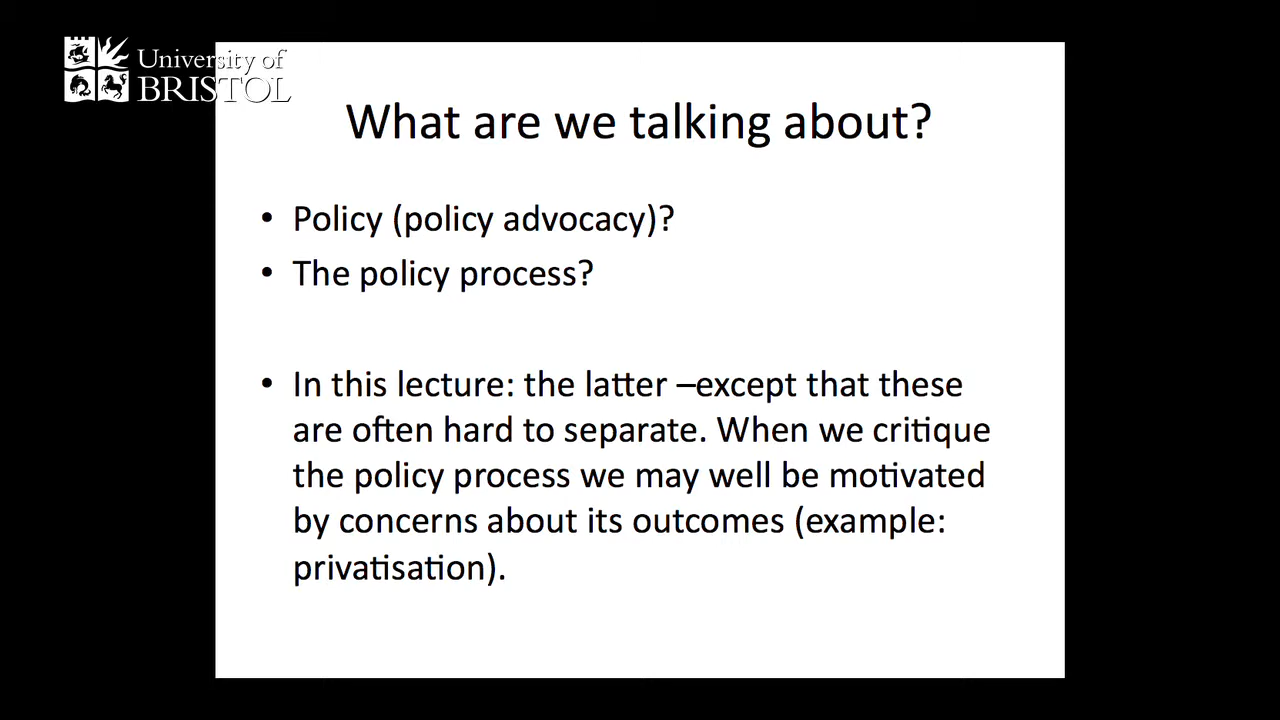 University of
BRISTOL
What are we talking about?
• Policy (policy advocacy)?
• The policy process?
• In this lecture: the latter –except that these
are often hard to separate. When we critique
the policy process we may well be motivated
by concerns about its outcomes (example:
privatisation).